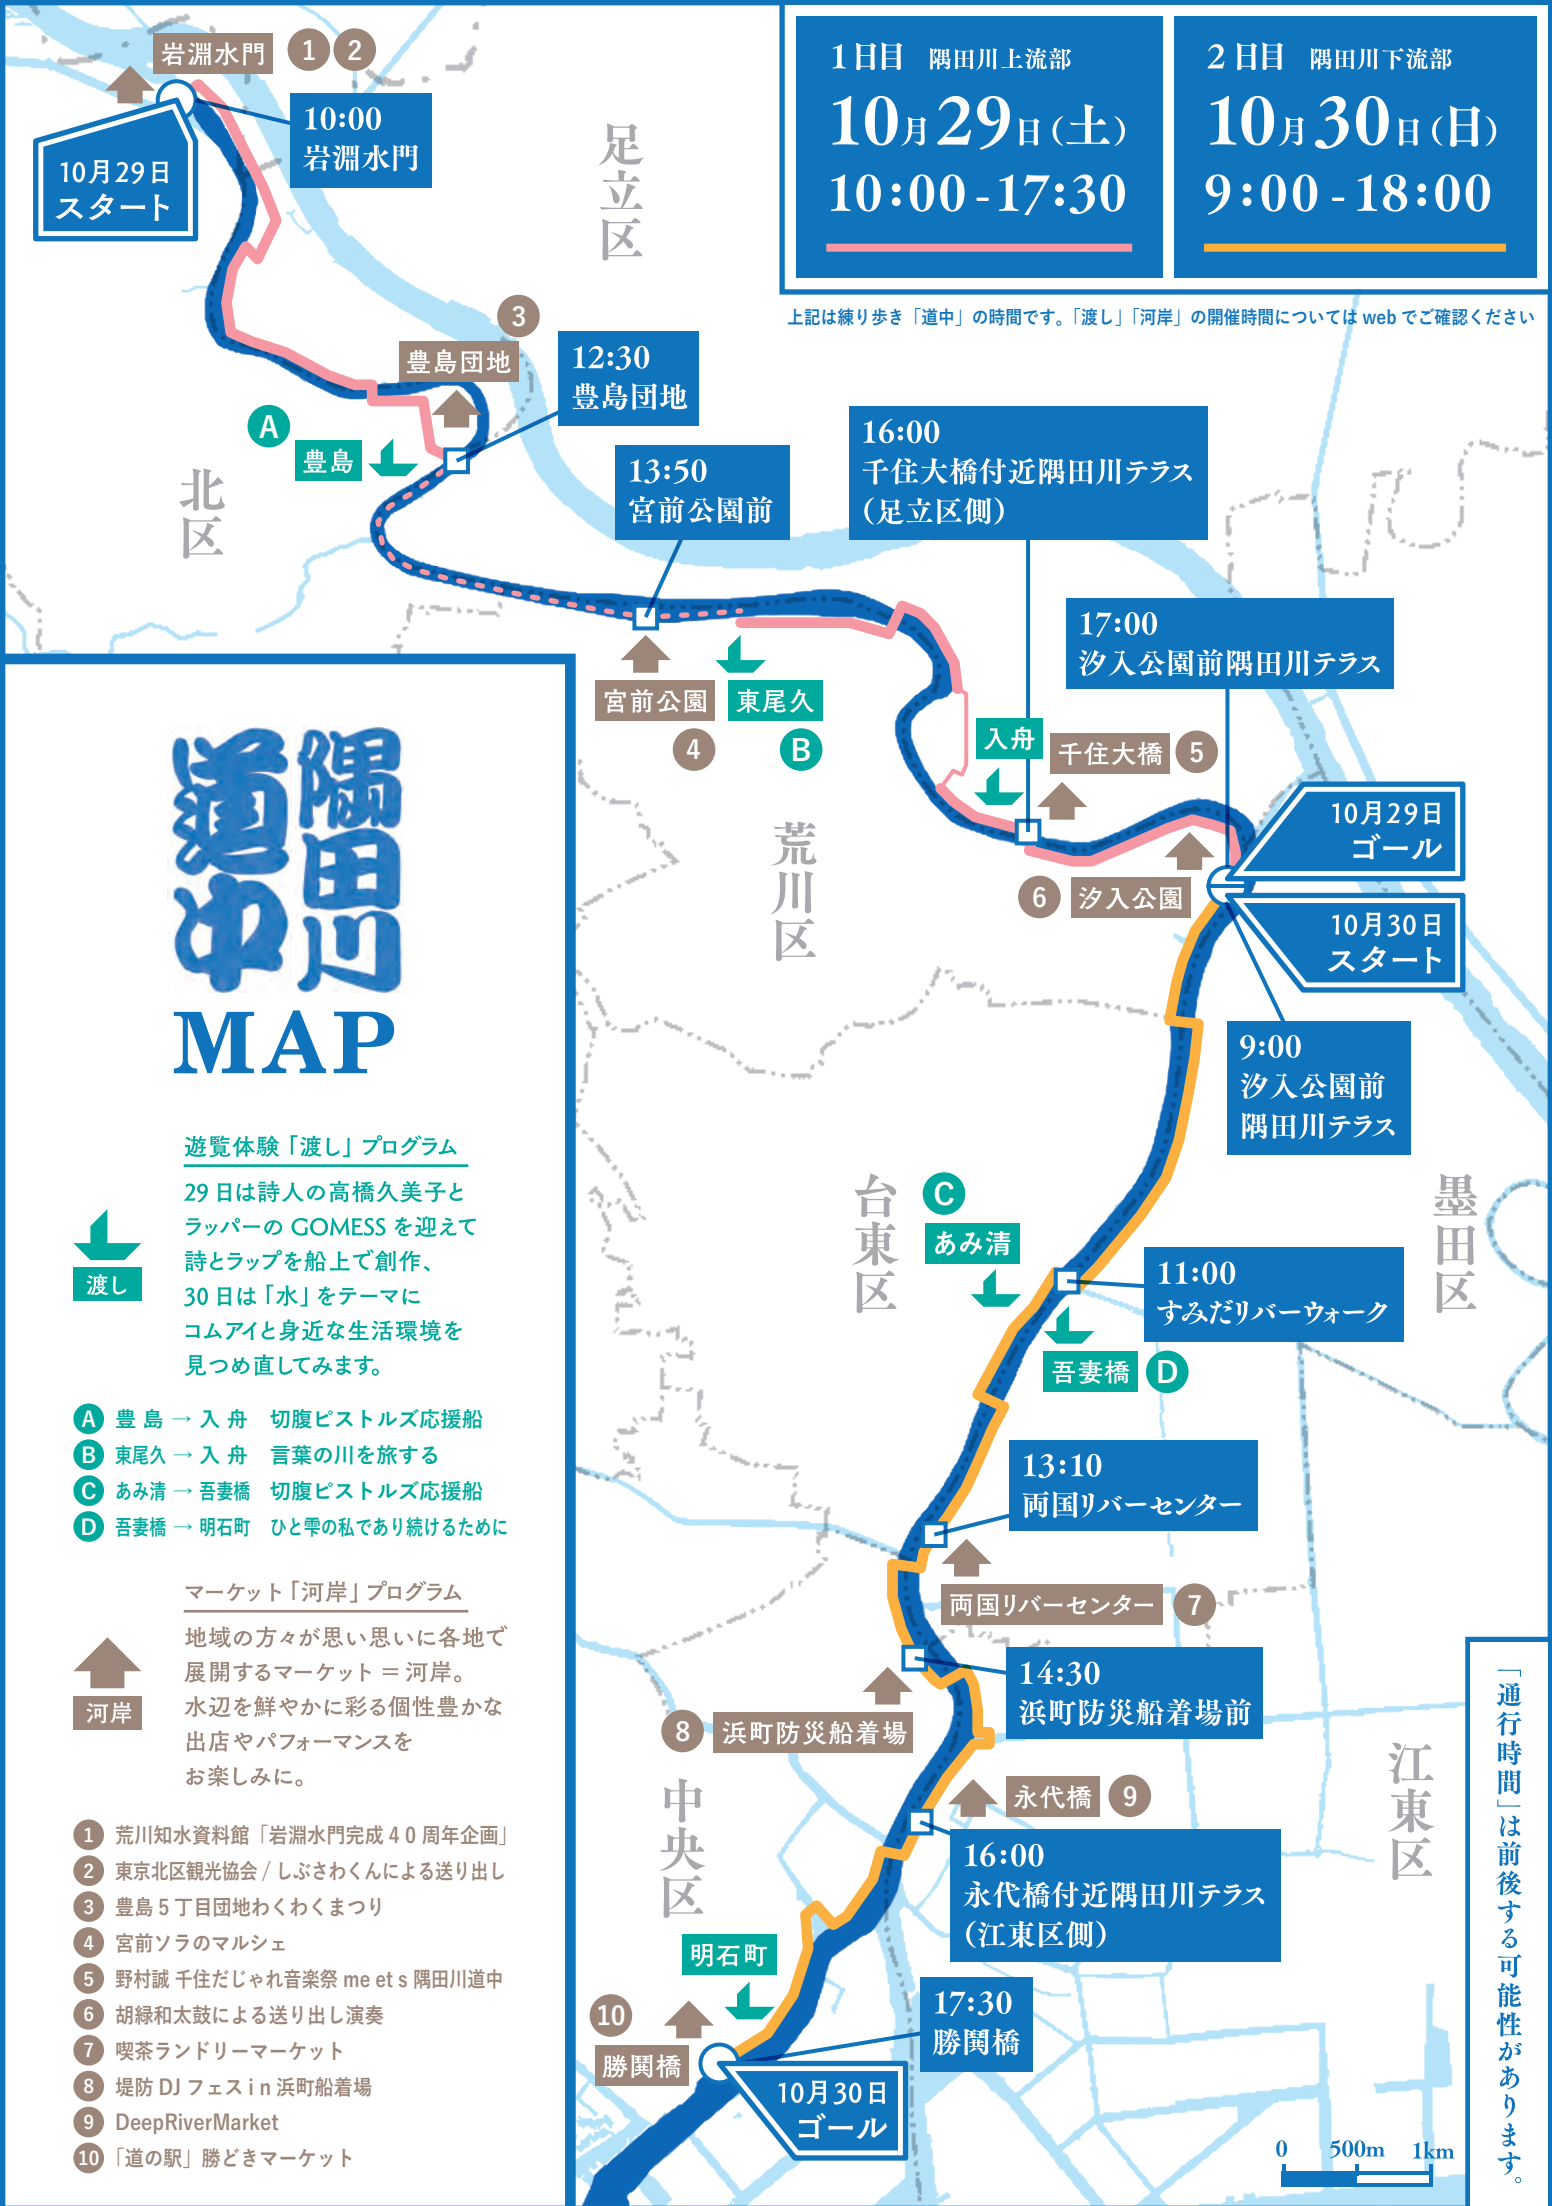 1日目 隅田川上流部
10月29日(土)
10:00-17:30
2日目 隅田川下流部
10月30日(日)
9:00-18:00
上記は練り歩き「道中」の時間です。「渡し」「河岸」の開催時間については web でご確認ください
岩淵水門
1
2
10:00
岩淵水門
10月29日
スタート
足立区
3
豊島団地
12:30
豊島団地
A
豊島
北区
13:50
宮前公園前
16:00
千住大橋付近隅田川テラス
(足立区側)
17:00
汐入公園前隅田川テラス
宮前公園
4
東尾久
B
入舟
千住大橋
5
荒川区
6
汐入公園
10月29日
ゴール
10月30日
スタート
9:00
汐入公園前
隅田川テラス
台東区
C
あみ清
墨田区
11:00
すみだリバーウォーク
吾妻橋
D
13:10
両国リバーセンター
両国リバーセンター
7
14:30
浜町防災船着場前
8
浜町防災船着場
中央区
江東区
永代橋
9
16:00
永代橋付近隅田川テラス
(江東区側)
明石町
10
勝鬨橋
17:30
勝鬨橋
10月30日
ゴール
「通行時間」は前後する可能性があります。
0 500m 1km
隅田川
道中
MAP
遊覧体験「渡し」プログラム
29日は詩人の高橋久美子と
ラッパーの GOMESS を迎えて
詩とラップを船上で創作、
30日は「水」をテーマに
コムアイと身近な生活環境を
見つめ直してみます。
渡し
A 豊島→入舟 切腹ピストルズ応援船
B 東尾久→入舟 言葉の川を旅する
C あみ清→吾妻橋 切腹ピストルズ応援船
D 吾妻橋→明石町 ひと雫の私であり続けるために
マーケット「河岸」プログラム
地域の方々が思い思いに各地で
展開するマーケット=河岸。
水辺を鮮やかに彩る個性豊かな
出店やパフォーマンスを
お楽しみに。
河岸
1 荒川知水資料館「岩淵水門完成40周年企画」
2 東京北区観光協会/しぶさわくんによる送り出し
3 豊島5丁目団地わくわくまつり
4 宮前ソラのマルシェ
5 野村誠 千住だじゃれ音楽祭 me et s 隅田川道中
6 胡緑和太鼓による送り出し演奏
7 喫茶ランドリーマーケット
8 堤防DJフェスin浜町船着場
9 DeepRiverMarket
10 「道の駅」勝どきマーケット